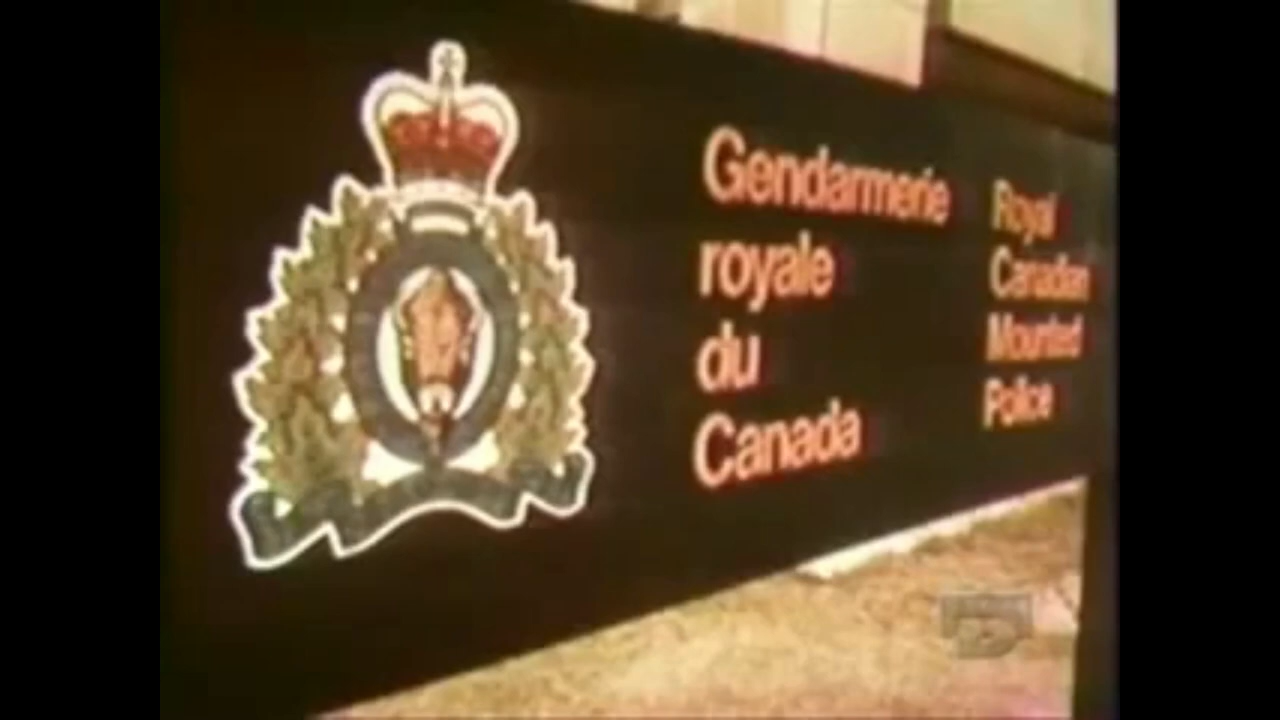 Gendarmerie
royale
du
Canada
Royal
Canadian
Mounted
Police